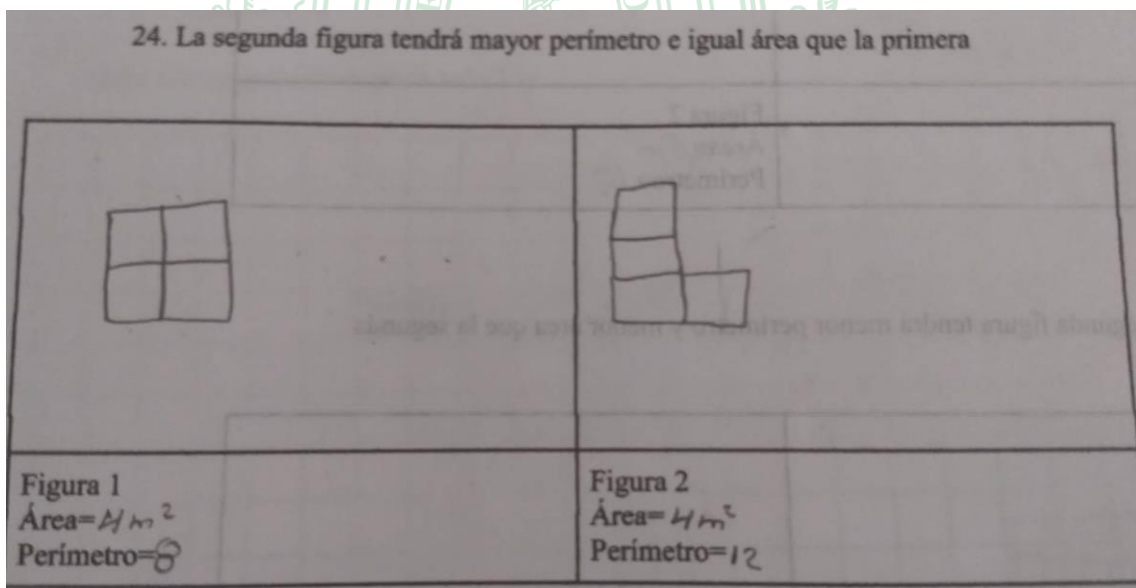 24. La segunda figura tendrá mayor perímetro e igual área que la primera
Figura 1
Área=4m²
Perímetro=8
Figura 2
Área=4m²
Perímetro=12